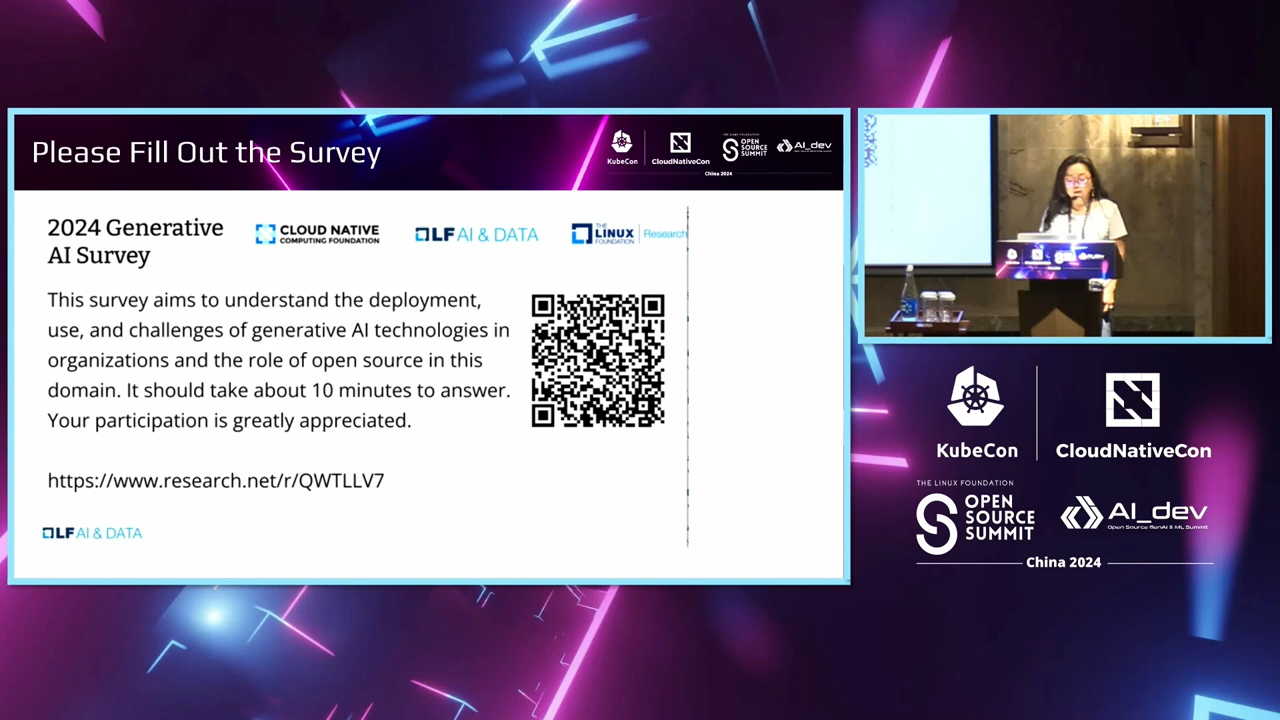 Please Fill Out the Survey
KubeCon
CloudNativeCon
OPEN
SOURCE
SUMMIT
AI_dev
China 2024
2024 Generative
AI Survey
CLOUD NATIVE
COMPUTING FOUNDATION
LF AI & DATA
THE
LINUX
FOUNDATION
Research
This survey aims to understand the deployment,
use, and challenges of generative AI technologies in
organizations and the role of open source in this
domain. It should take about 10 minutes to answer.
Your participation is greatly appreciated.
https://www.research.net/r/QWTLLV7
LF AI & DATA
KubeCon
CloudNativeCon
THE LINUX FOUNDATION
OPEN
SOURCE
SUMMIT
AI_dev
Open Source GenAI & ML Summit
China 2024